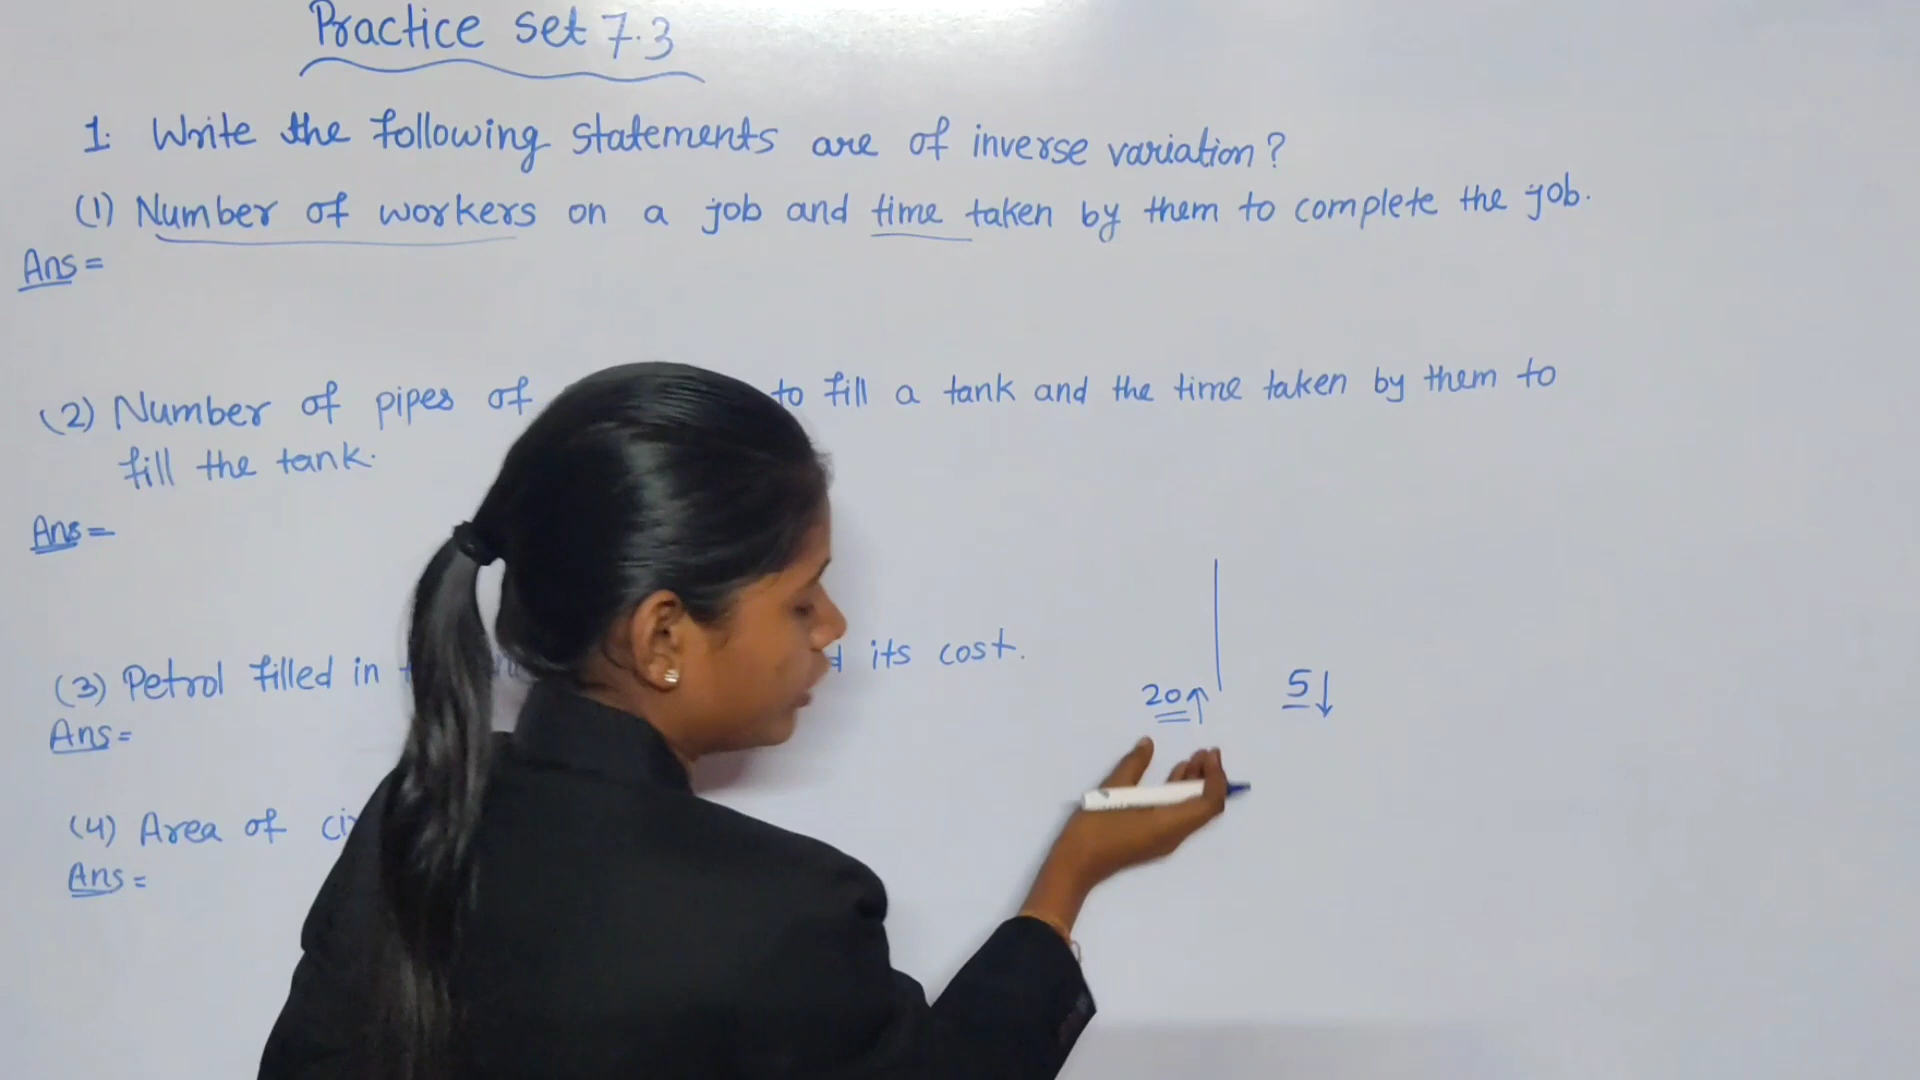 Practice set 7.3
1. Write the following statements are of inverse variation?
(1) Number of workers on a job and time taken by them to complete the job.
Ans =
(2) Number of pipes of to fill a tank and the time taken by them to
fill the tank.
Ans =
(3) Petrol filled in its cost.
Ans =
(4) Area of
Ans =
20↑ 5↓